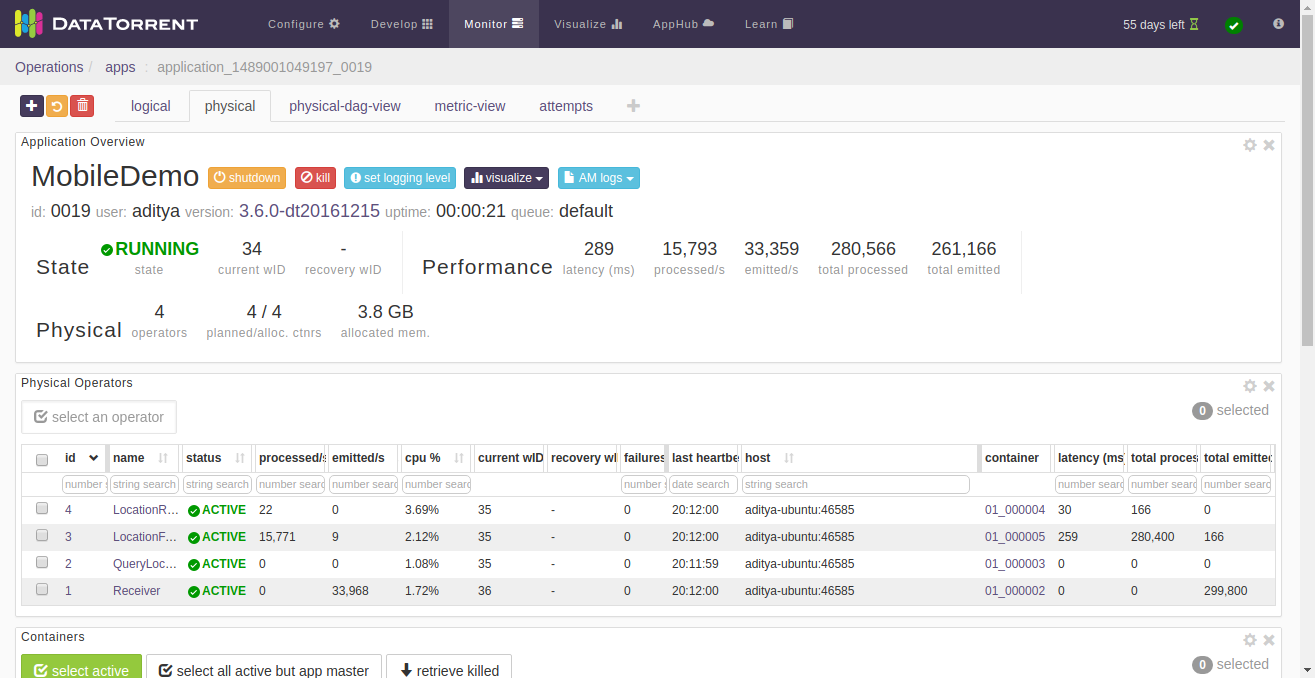 DATATORRENT Configure Develop Monitor Visualize AppHub Learn 55 days left
Operations / apps : application_1489001049197_0019
logical physical physical-dag-view metric-view attempts
Application Overview
MobileDemo shutdown kill set logging level visualize AM logs
id: 0019 user: aditya version: 3.6.0-dt20161215 uptime: 00:00:21 queue: default
State RUNNING state 34 current wID - recovery wID Performance 289 latency (ms) 15,793 processed/s 33,359 emitted/s 280,566 total processed 261,166 total emitted
Physical 4 operators 4 / 4 planned/alloc. ctnrs 3.8 GB allocated mem.
Physical Operators
select an operator 0 selected
id name status processed/s emitted/s cpu % current wID recovery wI failures last heartbe host container latency (ms total proces total emitted
number s string search string search number searc number searc number searc number s date search string search number searc number searc number searc
4 LocationR... ACTIVE 22 0 3.69% 35 - 0 20:12:00 aditya-ubuntu:46585 01_000004 30 166 0
3 LocationF... ACTIVE 15,771 9 2.12% 35 - 0 20:12:00 aditya-ubuntu:46585 01_000005 259 280,400 166
2 QueryLoc... ACTIVE 0 0 1.08% 35 - 0 20:11:59 aditya-ubuntu:46585 01_000003 0 0 0
1 Receiver ACTIVE 0 33,968 1.72% 36 - 0 20:12:00 aditya-ubuntu:46585 01_000002 0 0 299,800
Containers
select active select all active but app master retrieve killed 0 selected